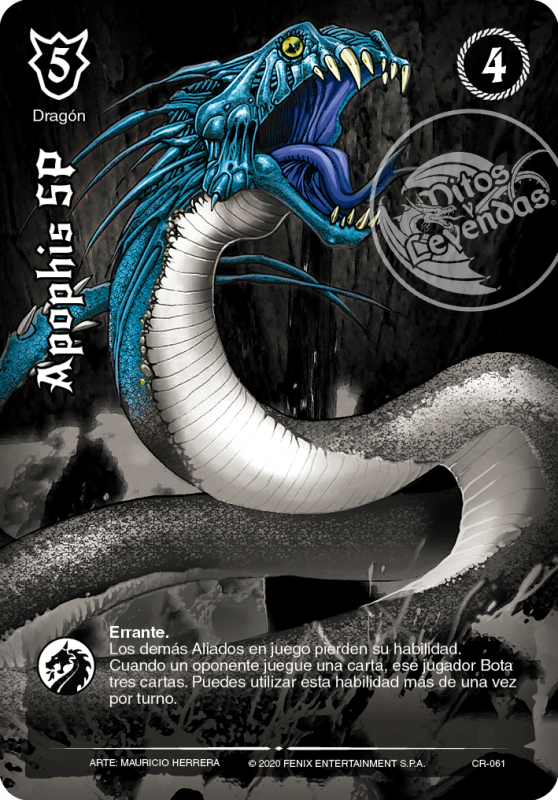 5
4
Dragón
Apophis SP
Mitos
y
Leyendas
Errante.
Los demás Aliados en juego pierden su habilidad.
Cuando un oponente juegue una carta, ese jugador Bota
tres cartas. Puedes utilizar esta habilidad más de una vez
por turno.
ARTE: MAURICIO HERRERA © 2020 FENIX ENTERTAINMENT S.P.A. CR-061